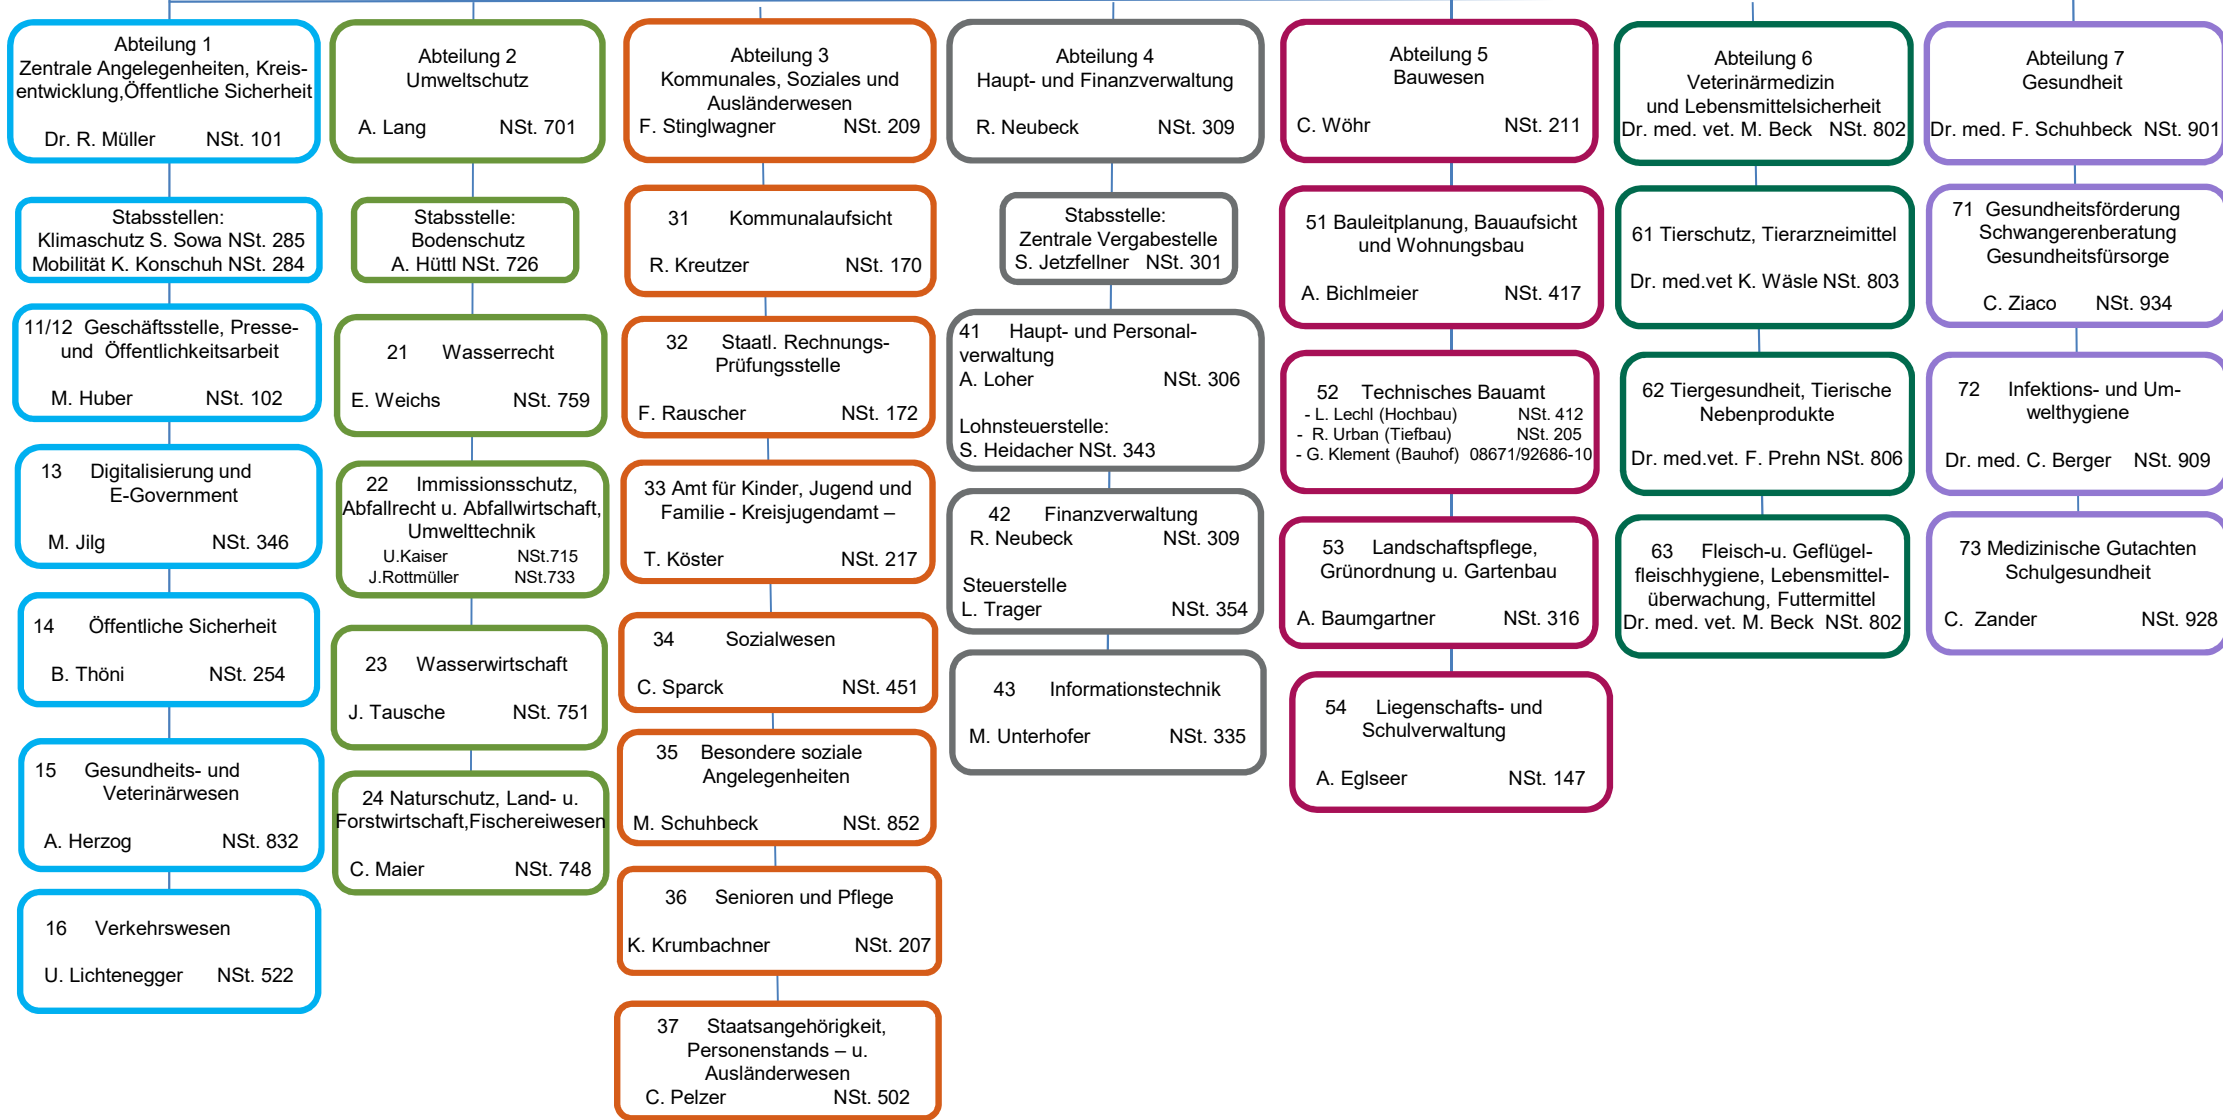 Abteilung 1
Zentrale Angelegenheiten, Kreis-
entwicklung,Öffentliche Sicherheit
Dr. R. Müller NSt. 101
Stabsstellen:
Klimaschutz S. Sowa NSt. 285
Mobilität K. Konschuh NSt. 284
11/12 Geschäftsstelle, Presse-
und Öffentlichkeitsarbeit
M. Huber NSt. 102
13 Digitalisierung und
E-Government
M. Jilg NSt. 346
14 Öffentliche Sicherheit
B. Thöni NSt. 254
15 Gesundheits- und
Veterinärwesen
A. Herzog NSt. 832
16 Verkehrswesen
U. Lichtenegger NSt. 522
Abteilung 2
Umweltschutz
A. Lang NSt. 701
Stabsstelle:
Bodenschutz
A. Hüttl NSt. 726
21 Wasserrecht
E. Weichs NSt. 759
22 Immissionsschutz,
Abfallrecht u. Abfallwirtschaft,
Umwelttechnik
U.Kaiser NSt.715
J.Rottmüller NSt.733
23 Wasserwirtschaft
J. Tausche NSt. 751
24 Naturschutz, Land- u.
Forstwirtschaft,Fischereiwesen
C. Maier NSt. 748
Abteilung 3
Kommunales, Soziales und
Ausländerwesen
F. Stinglwagner NSt. 209
31 Kommunalaufsicht
R. Kreutzer NSt. 170
32 Staatl. Rechnungs-
Prüfungsstelle
F. Rauscher NSt. 172
33 Amt für Kinder, Jugend und
Familie - Kreisjugendamt –
T. Köster NSt. 217
34 Sozialwesen
C. Sparck NSt. 451
35 Besondere soziale
Angelegenheiten
M. Schuhbeck NSt. 852
36 Senioren und Pflege
K. Krumbachner NSt. 207
37 Staatsangehörigkeit,
Personenstands – u.
Ausländerwesen
C. Pelzer NSt. 502
Abteilung 4
Haupt- und Finanzverwaltung
R. Neubeck NSt. 309
Stabsstelle:
Zentrale Vergabestelle
S. Jetzfellner NSt. 301
41 Haupt- und Personal-
verwaltung
A. Loher NSt. 306
Lohnsteuerstelle:
S. Heidacher NSt. 343
42 Finanzverwaltung
R. Neubeck NSt. 309
Steuerstelle
L. Trager NSt. 354
43 Informationstechnik
M. Unterhofer NSt. 335
Abteilung 5
Bauwesen
C. Wöhr NSt. 211
51 Bauleitplanung, Bauaufsicht
und Wohnungsbau
A. Bichlmeier NSt. 417
52 Technisches Bauamt
- L. Lechl (Hochbau) NSt. 412
- R. Urban (Tiefbau) NSt. 205
- G. Klement (Bauhof) 08671/92686-10
53 Landschaftspflege,
Grünordnung u. Gartenbau
A. Baumgartner NSt. 316
54 Liegenschafts- und
Schulverwaltung
A. Eglseer NSt. 147
Abteilung 6
Veterinärmedizin
und Lebensmittelsicherheit
Dr. med. vet. M. Beck NSt. 802
61 Tierschutz, Tierarzneimittel
Dr. med.vet K. Wäsle NSt. 803
62 Tiergesundheit, Tierische
Nebenprodukte
Dr. med.vet. F. Prehn NSt. 806
63 Fleisch-u. Geflügel-
fleischhygiene, Lebensmittel-
überwachung, Futtermittel
Dr. med. vet. M. Beck NSt. 802
Abteilung 7
Gesundheit
Dr. med. F. Schuhbeck NSt. 901
71 Gesundheitsförderung
Schwangerenberatung
Gesundheitsfürsorge
C. Ziaco NSt. 934
72 Infektions- und Um-
welthygiene
Dr. med. C. Berger NSt. 909
73 Medizinische Gutachten
Schulgesundheit
C. Zander NSt. 928